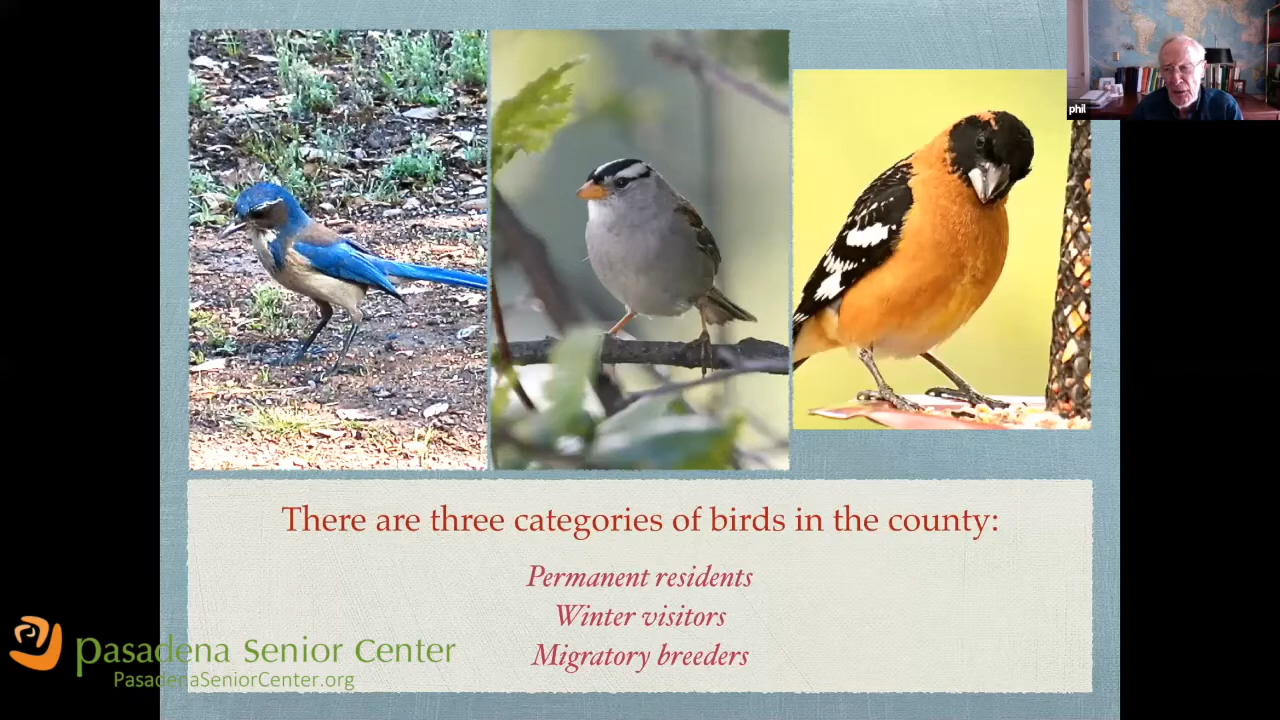 phil
There are three categories of birds in the county:
Permanent residents
Winter visitors
Migratory breeders
Pasadena Senior Center
PasadenaSeniorCenter.org